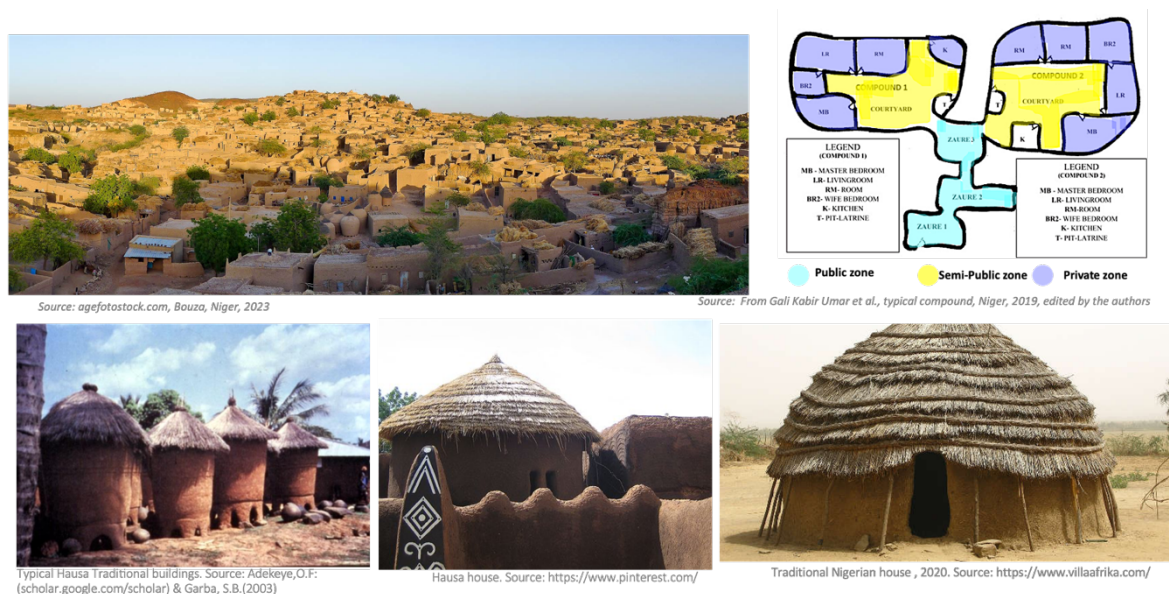 LR
RM
K
BR2
COMPOUND 1
COURTYARD
MB
T
RM
RM
BR2
COMPOUND 2
T
COURTYARD
LR
K
MB
ZAURE 3
ZAURE 2
ZAURE 1
LEGEND
(COMPOUND 1)
MB - MASTER BEDROOM
LR- LIVINGROOM
RM- ROOM
BR2- WIFE BEDROOM
K- KITCHEN
T- PIT-LATRINE
LEGEND
(COMPOUND 2)
MB - MASTER BEDROOM
LR- LIVINGROOM
RM-ROOM
BR2- WIFE BEDROOM
K- KITCHEN
T- PIT-LATRINE
Public zone
Semi-Public zone
Private zone
Source: agefotostock.com, Bouza, Niger, 2023
Source: From Gali Kabir Umar et al., typical compound, Niger, 2019, edited by the authors
Typical Hausa Traditional buildings. Source: Adekeye,O.F:
(scholar.google.com/scholar) & Garba, S.B.(2003)
Hausa house. Source: https://www.pinterest.com/
Traditional Nigerian house , 2020. Source: https://www.villaafrika.com/